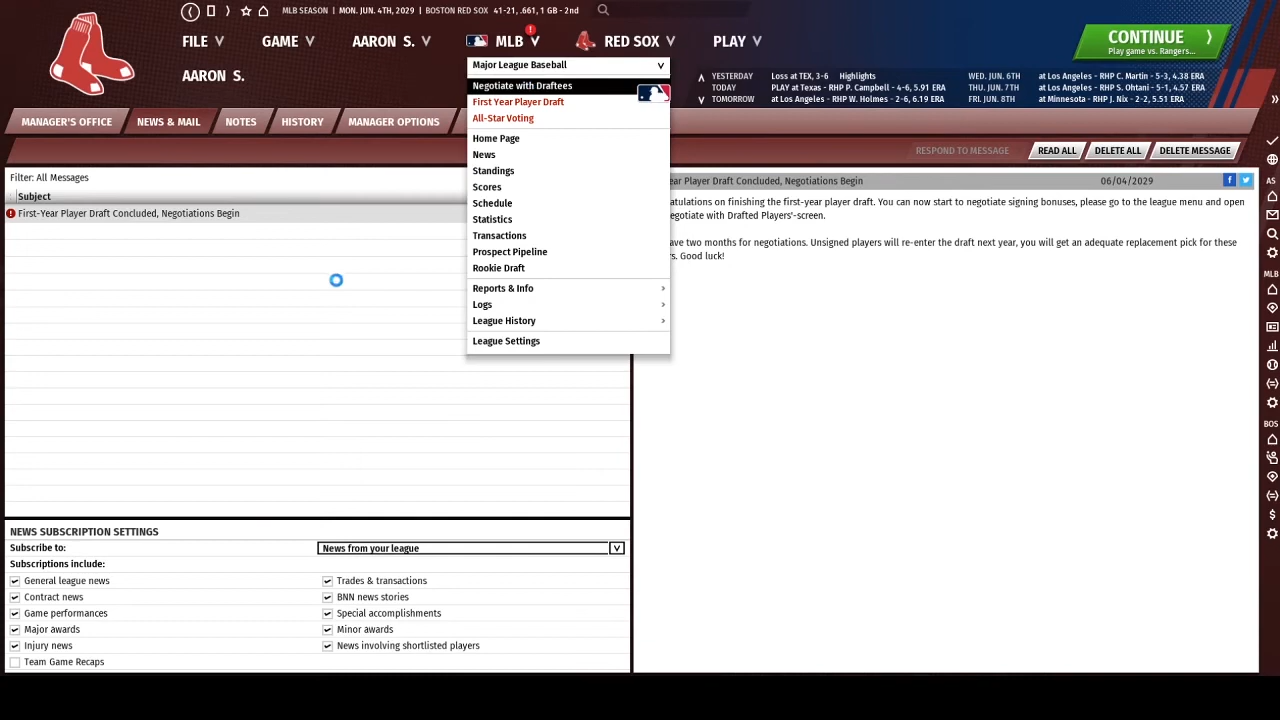 MLB SEASON | MON. JUN. 4TH, 2029 | BOSTON RED SOX 41-21, .661, 1 GB - 2nd
FILE GAME AARON S. MLB RED SOX PLAY
CONTINUE
Play game vs. Rangers...
AARON S.
YESTERDAY Loss at TEX, 3-6 Highlights WED. JUN. 6TH at Los Angeles - RHP C. Martin - 5-3, 4.38 ERA
TODAY PLAY at Texas - RHP P. Campbell - 4-6, 5.91 ERA THU. JUN. 7TH at Los Angeles - RHP S. Ohtani - 5-1, 4.57 ERA
TOMORROW at Los Angeles - RHP W. Holmes - 2-6, 6.19 ERA FRI. JUN. 8TH at Minnesota - RHP J. Nix - 2-2, 5.51 ERA
MANAGER'S OFFICE NEWS & MAIL NOTES HISTORY MANAGER OPTIONS
Major League Baseball
Negotiate with Draftees
First Year Player Draft
All-Star Voting
Home Page
News
Standings
Scores
Schedule
Statistics
Transactions
Prospect Pipeline
Rookie Draft
Reports & Info
Logs
League History
League Settings
RESPOND TO MESSAGE READ ALL DELETE ALL DELETE MESSAGE
Filter: All Messages
Subject
First-Year Player Draft Concluded, Negotiations Begin
ear Player Draft Concluded, Negotiations Begin 06/04/2029
atulations on finishing the first-year player draft. You can now start to negotiate signing bonuses, please go to the league menu and open
egotiate with Drafted Players'-screen.
ave two months for negotiations. Unsigned players will re-enter the draft next year, you will get an adequate replacement pick for these
s. Good luck!
NEWS SUBSCRIPTION SETTINGS
Subscribe to: News from your league
Subscriptions include:
General league news Trades & transactions
Contract news BNN news stories
Game performances Special accomplishments
Major awards Minor awards
Injury news News involving shortlisted players
Team Game Recaps
AS
MLB
BOS